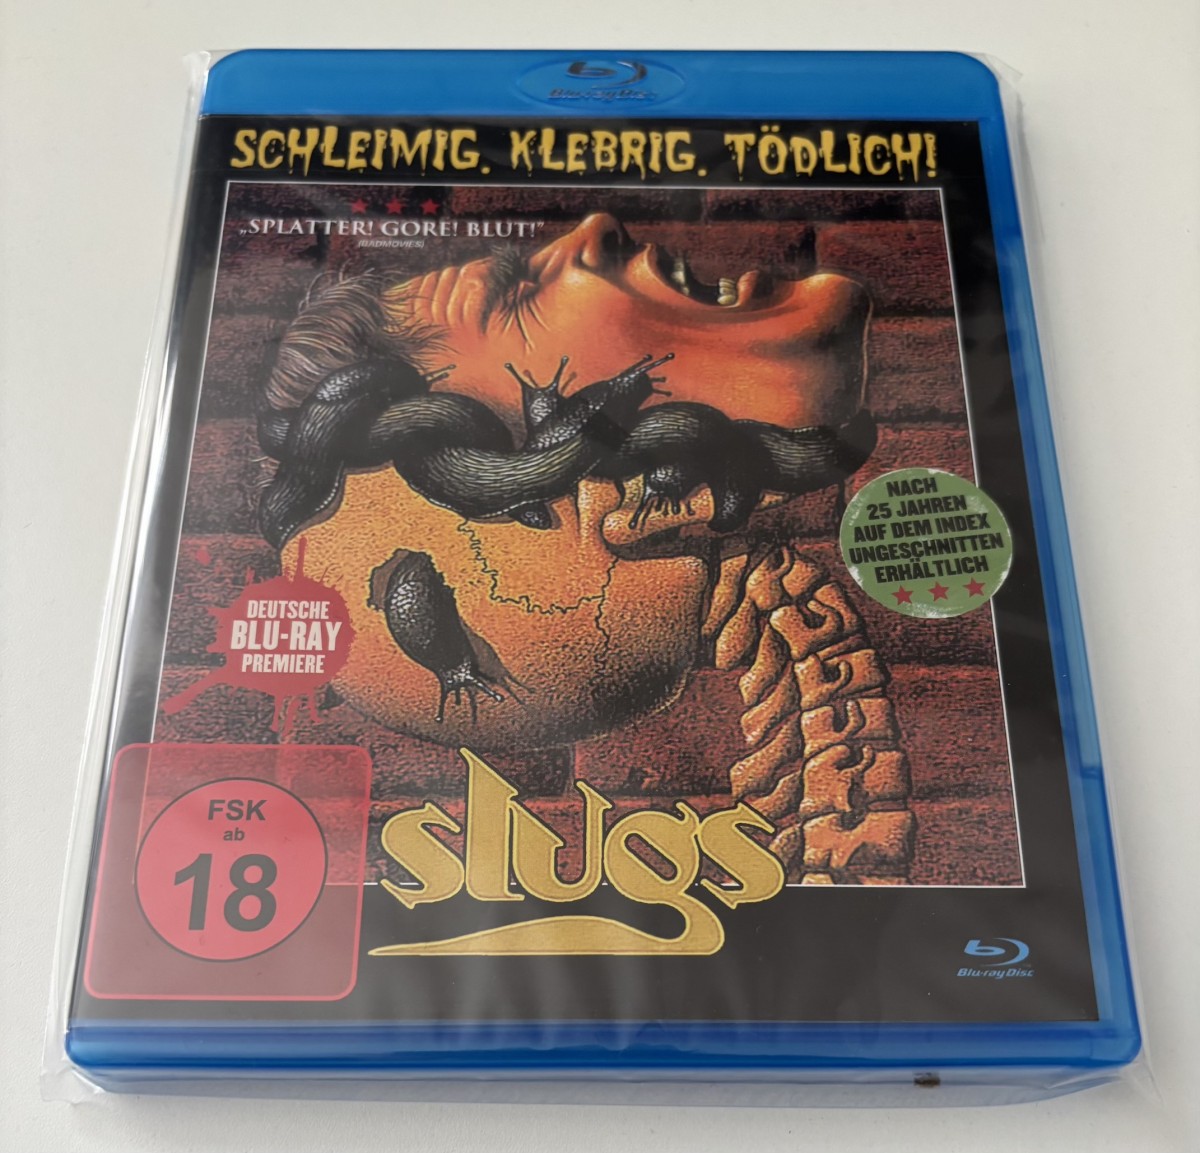 Blu-ray Disc
SCHLEIMIG. KLEBRIG. TÖDLICH!
„SPLATTER! GORE! BLUT!"
(BADMOVIES)
NACH
25 JAHREN
AUF DEM INDEX
UNGESCHNITTEN
ERHÄLTLICH
DEUTSCHE
BLU-RAY
PREMIERE
FSK
ab
18
slugs
Blu-ray Disc